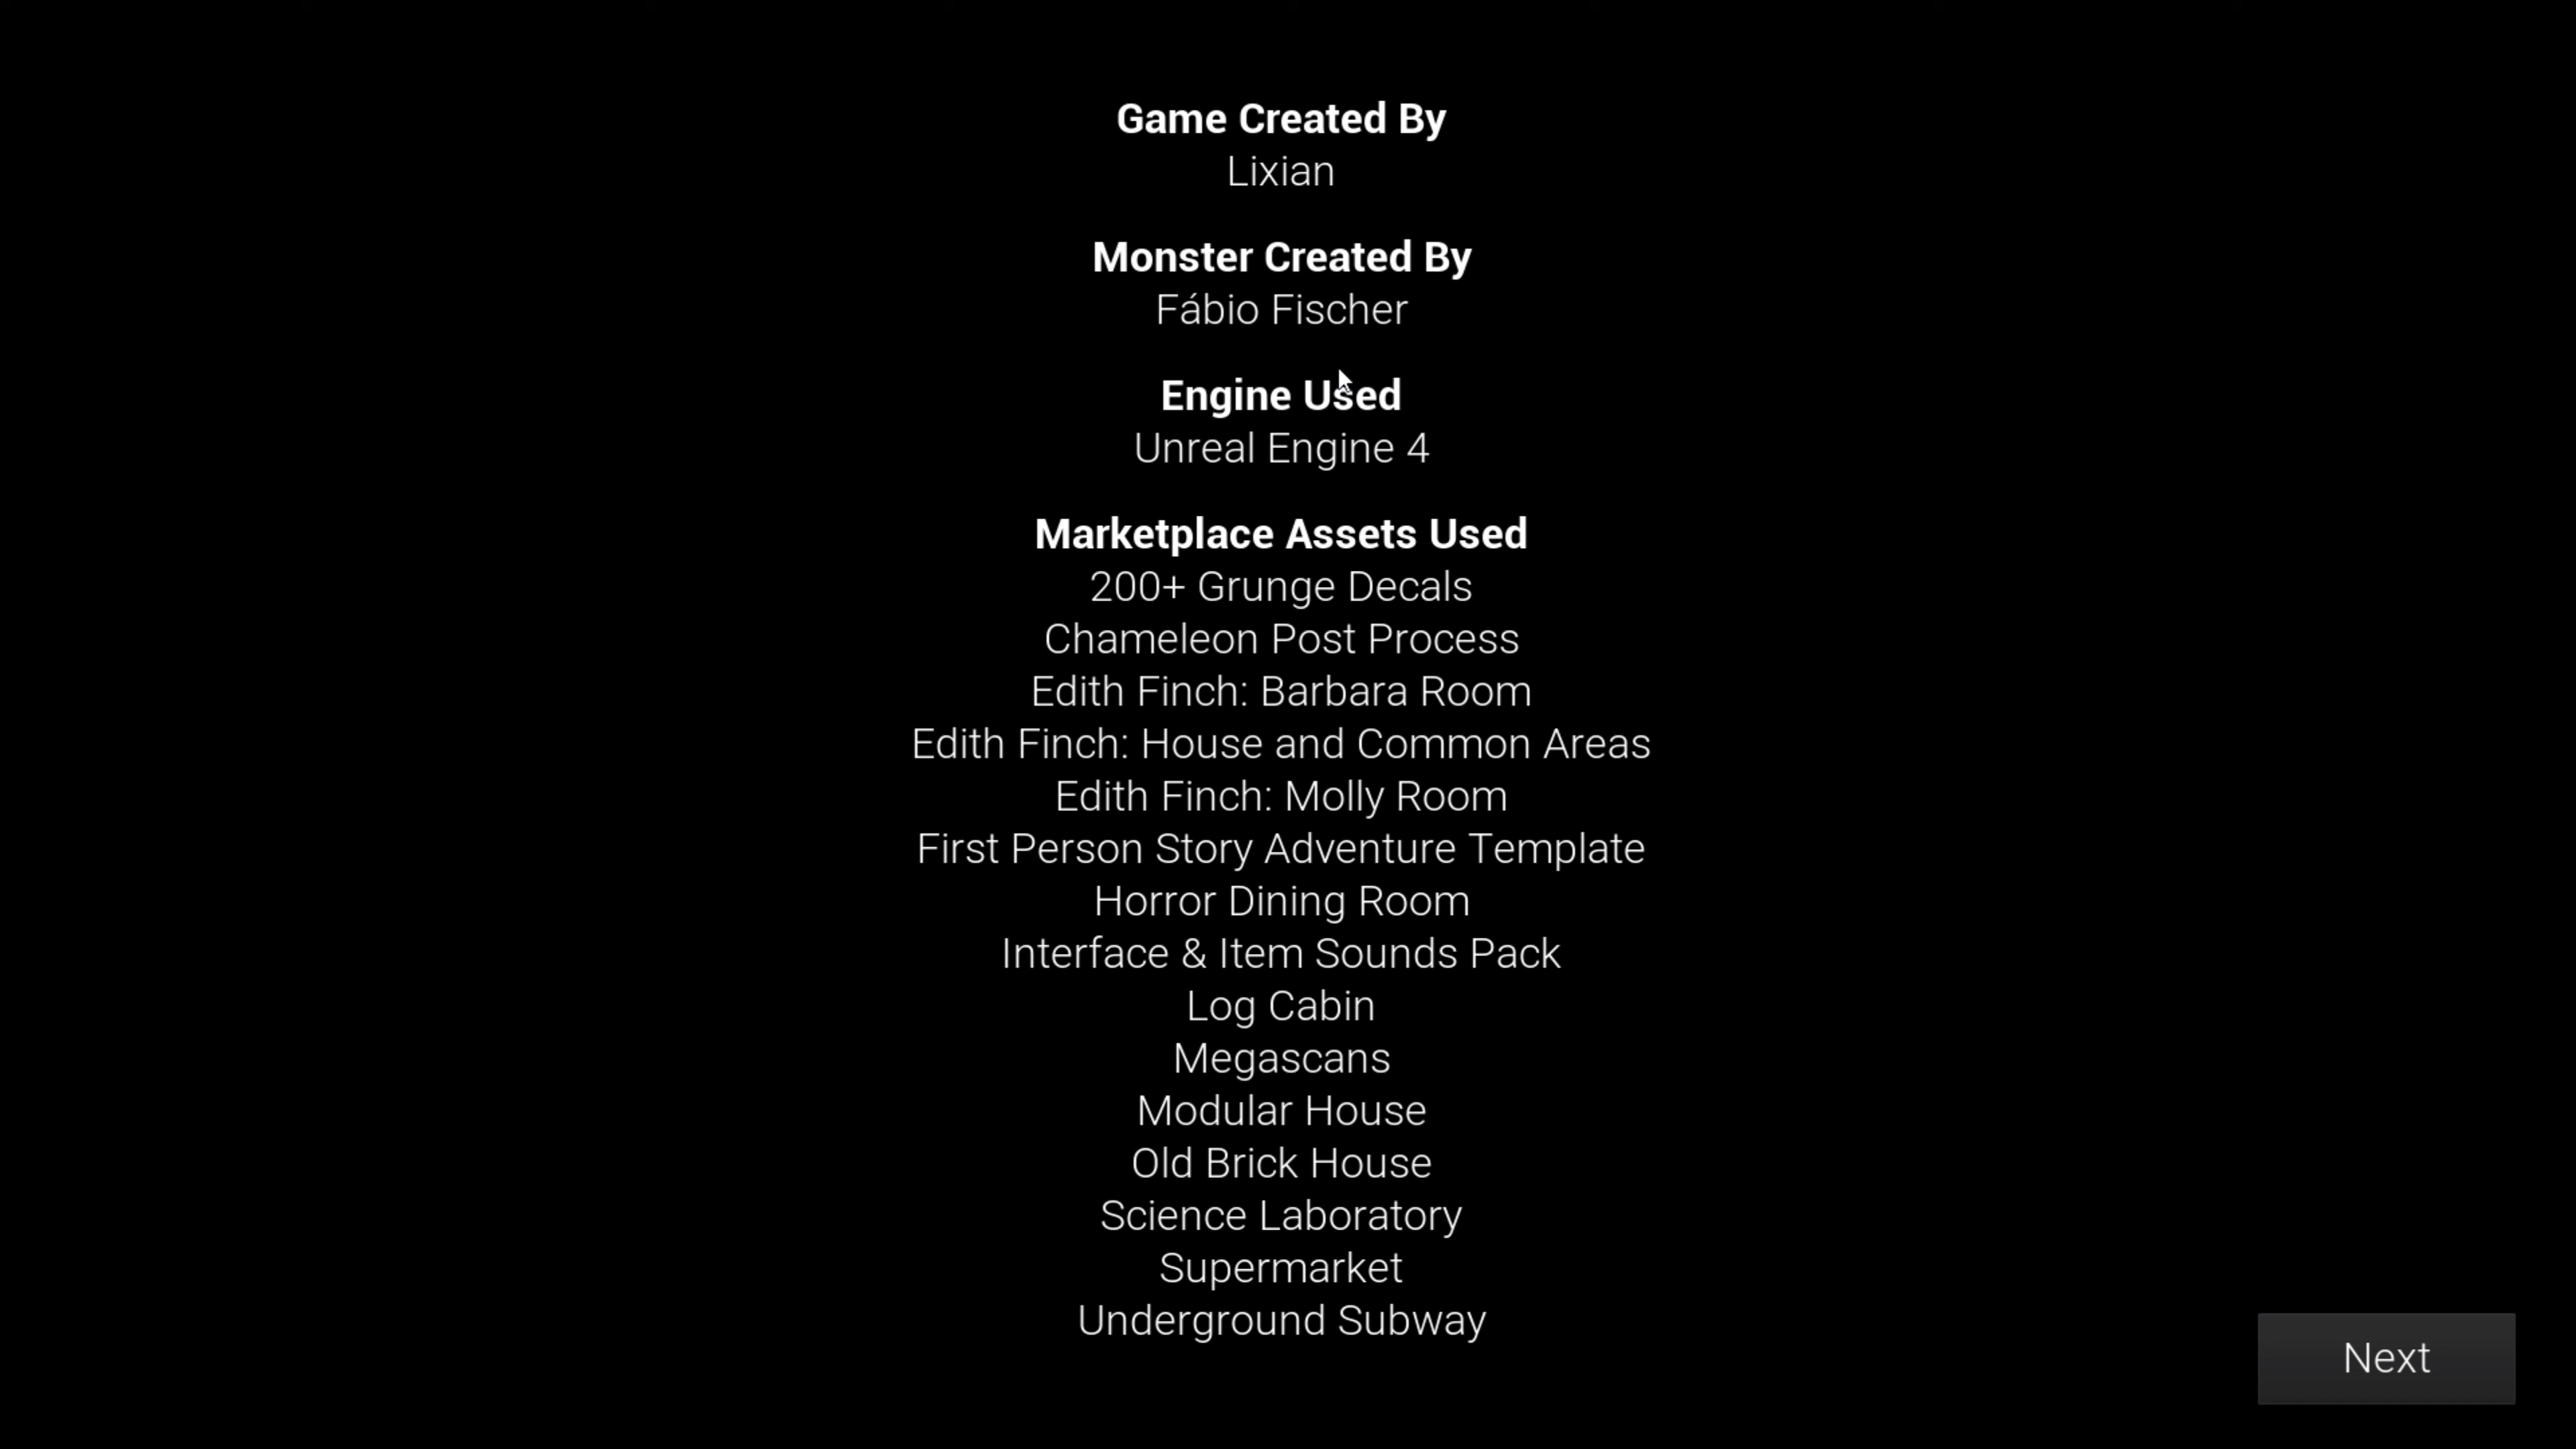 Game Created By
Lixian
Monster Created By
Fábio Fischer
Engine Used
Unreal Engine 4
Marketplace Assets Used
200+ Grunge Decals
Chameleon Post Process
Edith Finch: Barbara Room
Edith Finch: House and Common Areas
Edith Finch: Molly Room
First Person Story Adventure Template
Horror Dining Room
Interface & Item Sounds Pack
Log Cabin
Megascans
Modular House
Old Brick House
Science Laboratory
Supermarket
Underground Subway
Next